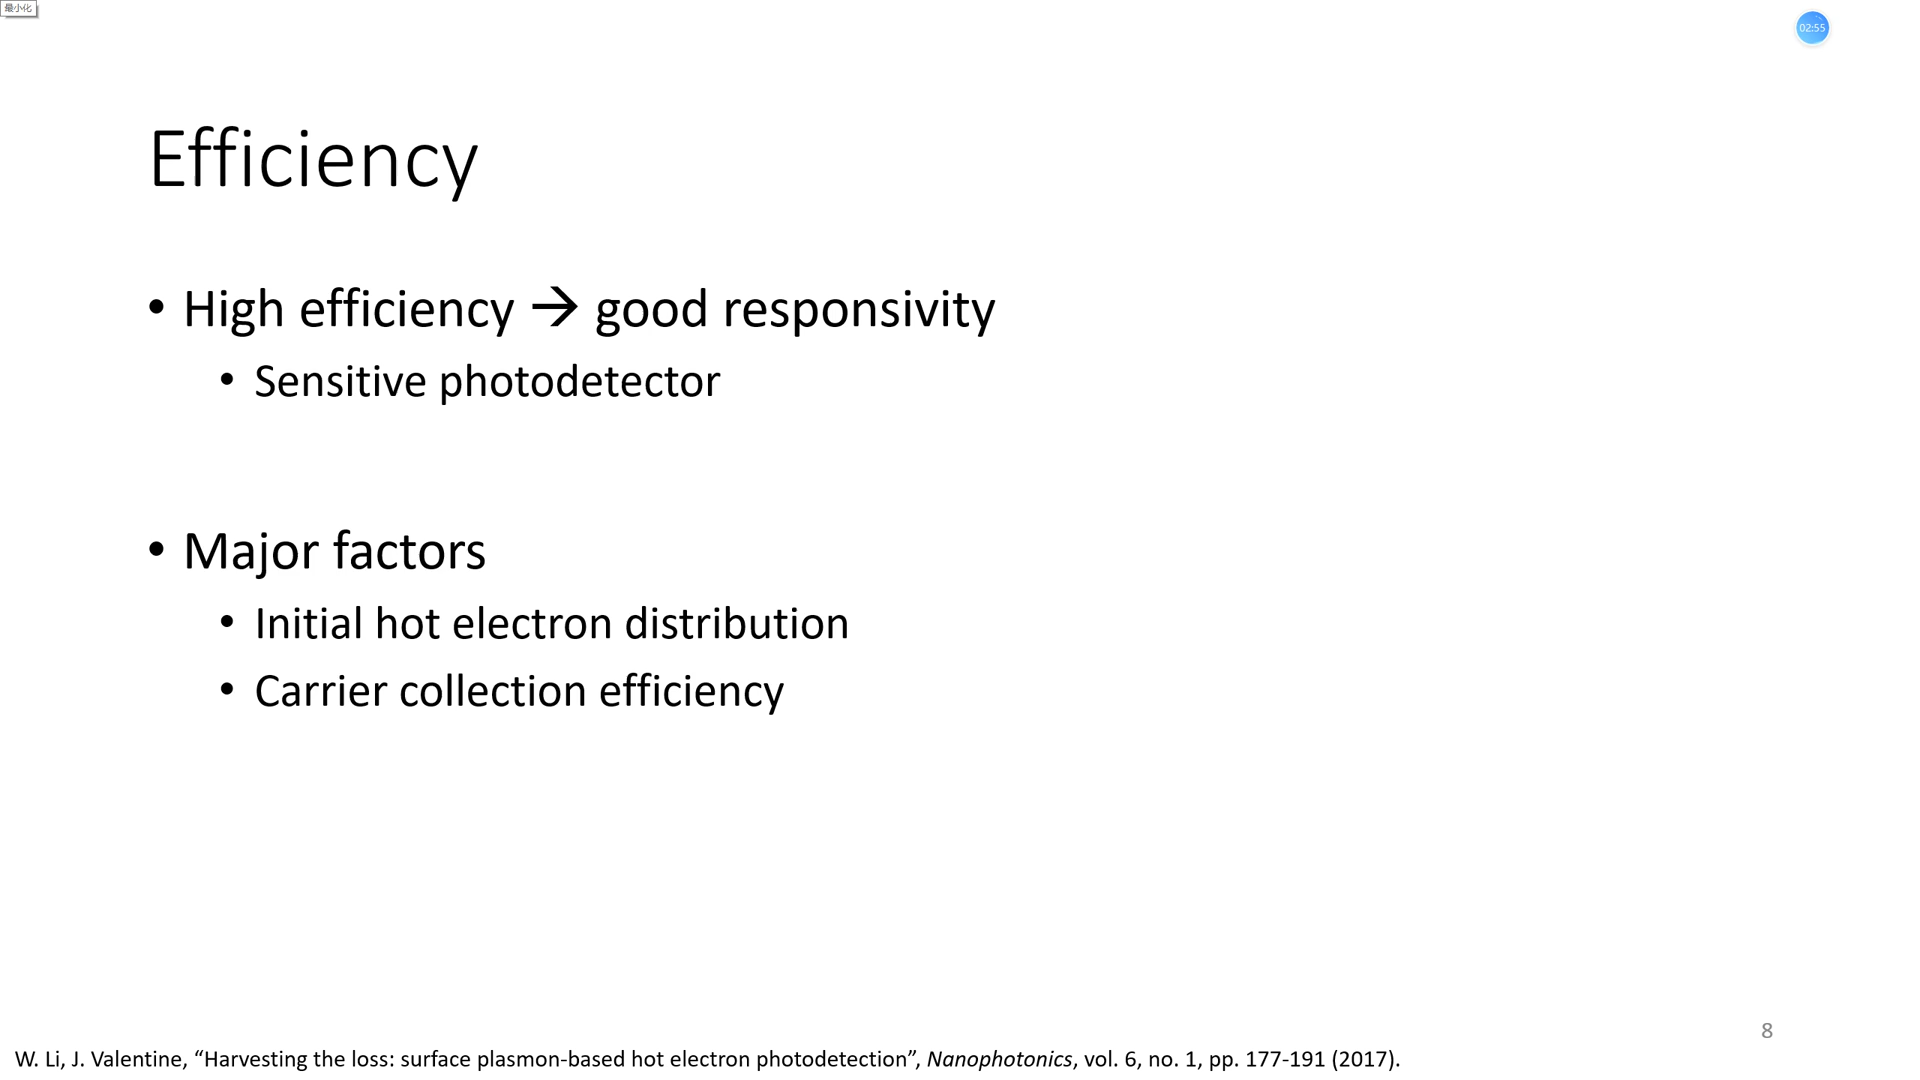 最小化
02:55
Efficiency
• High efficiency → good responsivity
• Sensitive photodetector
• Major factors
• Initial hot electron distribution
• Carrier collection efficiency
8
W. Li, J. Valentine, “Harvesting the loss: surface plasmon-based hot electron photodetection”, Nanophotonics, vol. 6, no. 1, pp. 177-191 (2017).